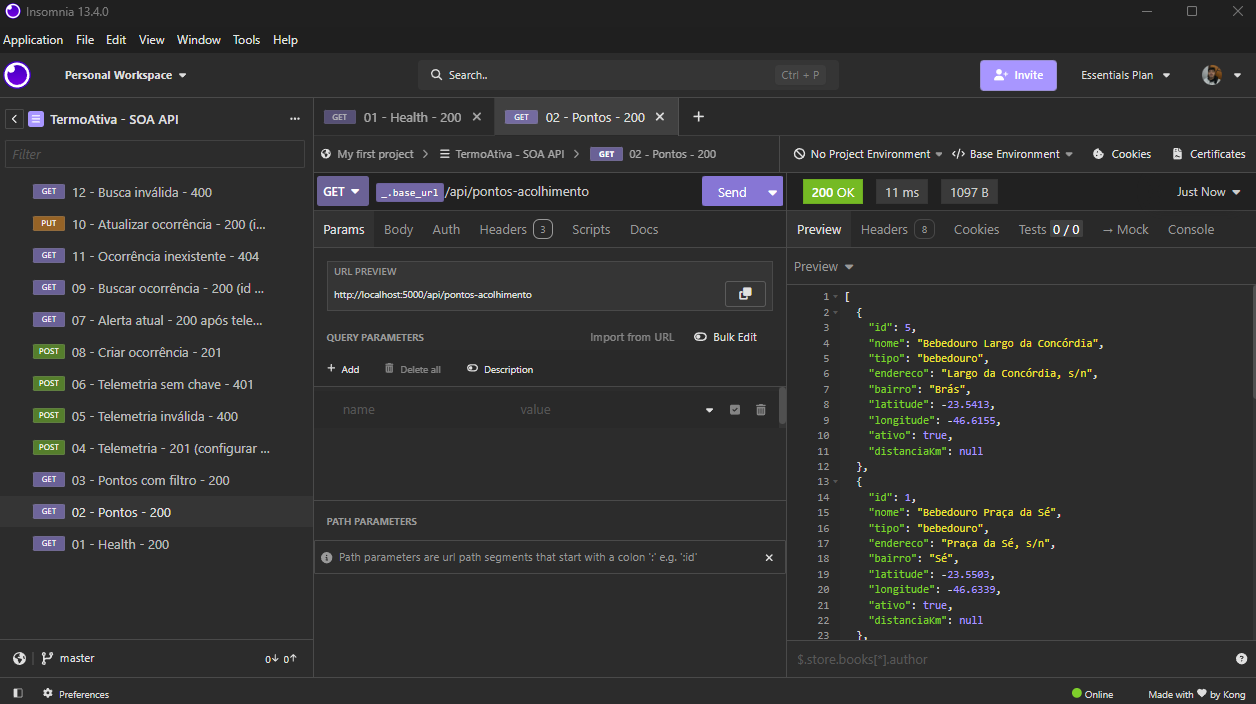 Insomnia 13.4.0
Application File Edit View Window Tools Help
Personal Workspace
Search..
Ctrl + P
Invite
Essentials Plan
TermoAtiva - SOA API
Filter
GET 12 - Busca inválida - 400
PUT 10 - Atualizar ocorrência - 200 (i...
GET 11 - Ocorrência inexistente - 404
GET 09 - Buscar ocorrência - 200 (id ...
GET 07 - Alerta atual - 200 após tele...
POST 08 - Criar ocorrência - 201
POST 06 - Telemetria sem chave - 401
POST 05 - Telemetria inválida - 400
POST 04 - Telemetria - 201 (configurar ...
GET 03 - Pontos com filtro - 200
GET 02 - Pontos - 200
GET 01 - Health - 200
master
0↓ 0↑
Preferences
GET 01 - Health - 200
GET 02 - Pontos - 200
My first project > TermoAtiva - SOA API > GET 02 - Pontos - 200
GET _.base_url/api/pontos-acolhimento
Send
Params Body Auth Headers 3 Scripts Docs
URL PREVIEW
http://localhost:5000/api/pontos-acolhimento
QUERY PARAMETERS
Import from URL
Bulk Edit
+ Add Delete all Description
name value
PATH PARAMETERS
Path parameters are url path segments that start with a colon ':' e.g. ':id'
No Project Environment </> Base Environment Cookies Certificates
200 OK 11 ms 1097 B Just Now
Preview Headers 8 Cookies Tests 0 / 0 → Mock Console
Preview
1 [
2 {
3 "id": 5,
4 "nome": "Bebedouro Largo da Concórdia",
5 "tipo": "bebedouro",
6 "endereco": "Largo da Concórdia, s/n",
7 "bairro": "Brás",
8 "latitude": -23.5413,
9 "longitude": -46.6155,
10 "ativo": true,
11 "distanciaKm": null
12 },
13 {
14 "id": 1,
15 "nome": "Bebedouro Praça da Sé",
16 "tipo": "bebedouro",
17 "endereco": "Praça da Sé, s/n",
18 "bairro": "Sé",
19 "latitude": -23.5503,
20 "longitude": -46.6339,
21 "ativo": true,
22 "distanciaKm": null
23 },
$.store.books[*].author
Online
Made with ♥ by Kong